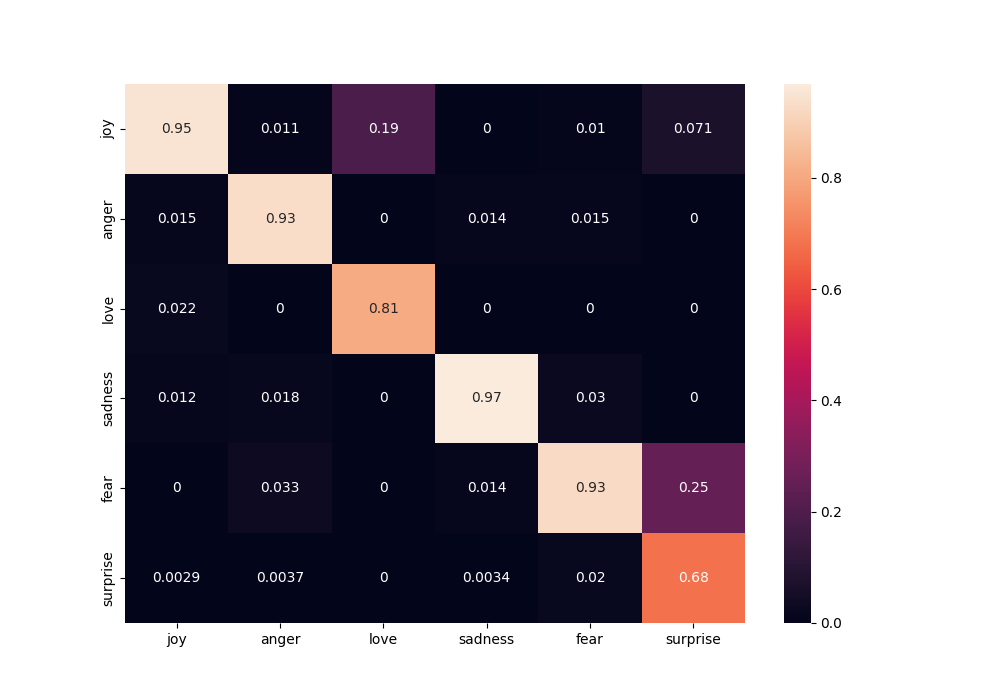 joy 0.95 0.011 0.19 0 0.01 0.071
anger 0.015 0.93 0 0.014 0.015 0
love 0.022 0 0.81 0 0 0
sadness 0.012 0.018 0 0.97 0.03 0
fear 0 0.033 0 0.014 0.93 0.25
surprise 0.0029 0.0037 0 0.0034 0.02 0.68
joy anger love sadness fear surprise
0.8
0.6
0.4
0.2
0.0